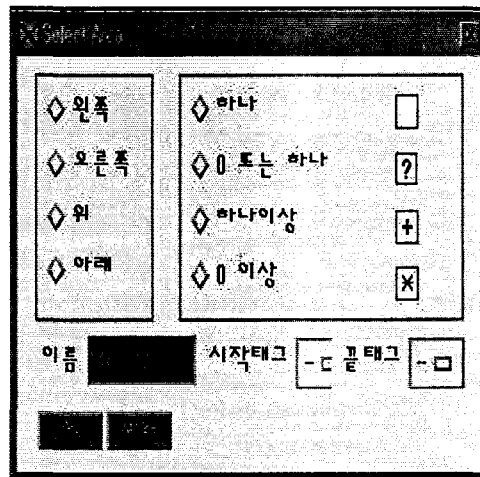 Select Area
왼쪽
오른쪽
위
아래
하나
0 또는 하나 ?
하나이상 +
0 이상 *
이름 시작태그 - 끝태그 -